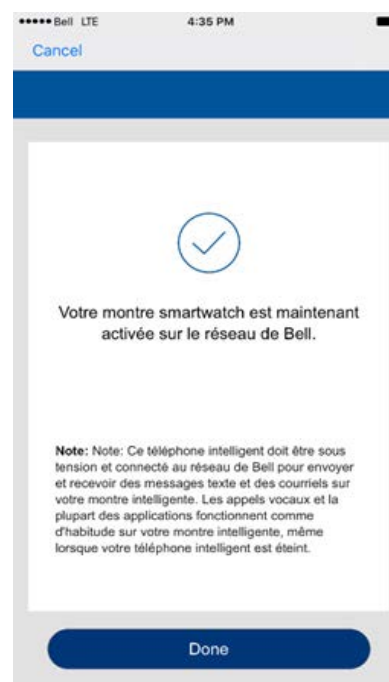 Bell LTE 4:35 PM
Cancel
Votre montre smartwatch est maintenant
activée sur le réseau de Bell.
Note: Note: Ce téléphone intelligent doit être sous
tension et connecté au réseau de Bell pour envoyer
et recevoir des messages texte et des courriels sur
votre montre intelligente. Les appels vocaux et la
plupart des applications fonctionnent comme
d'habitude sur votre montre intelligente, même
lorsque votre téléphone intelligent est éteint.
Done